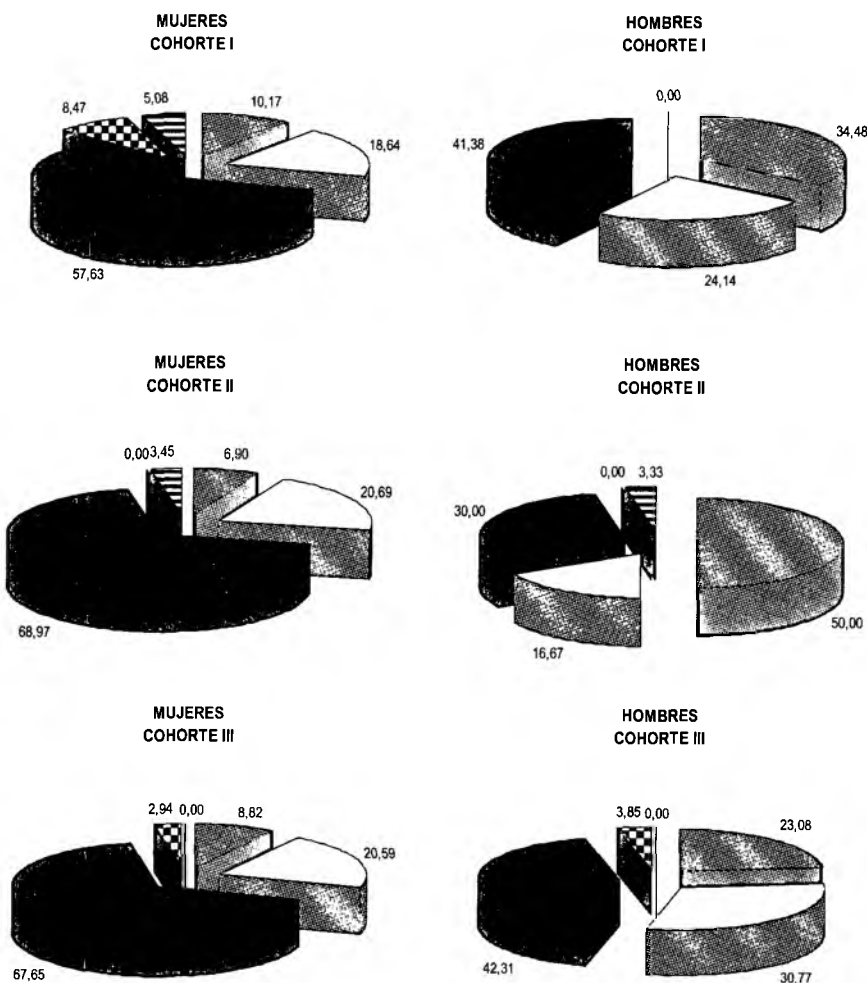 MUJERES
COHORTE I
8,47
5,08
10,17
18,64
57,63
HOMBRES
COHORTE I
0,00
41,38
34,48
24,14
MUJERES
COHORTE II
0,00
3,45
6,90
20,69
68,97
HOMBRES
COHORTE II
0,00
3,33
30,00
50,00
16,67
MUJERES
COHORTE III
2,94
0,00
8,82
20,59
67,65
HOMBRES
COHORTE III
3,85
0,00
23,08
42,31
30,77